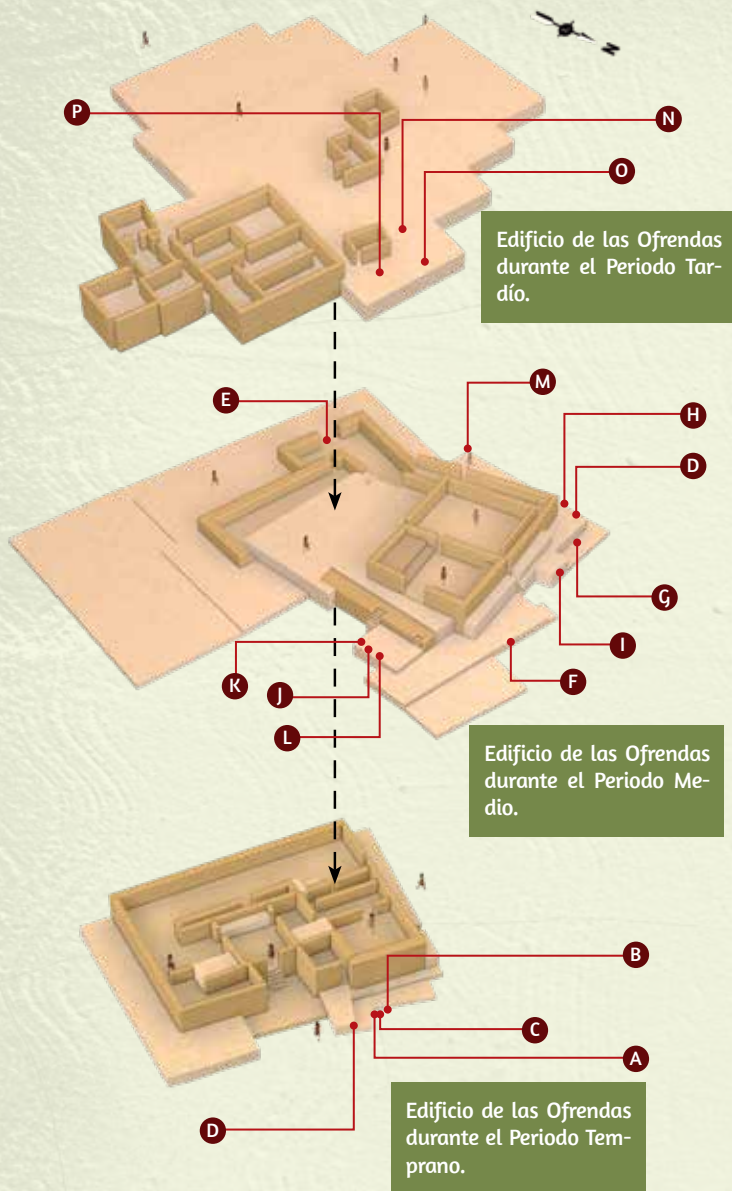 N
P
N
O
Edificio de las Ofrendas
durante el Periodo Tar-
dío.
E
M
H
D
G
I
F
K
J
L
Edificio de las Ofrendas
durante el Periodo Me-
dio.
B
C
A
D
Edificio de las Ofrendas
durante el Periodo Tem-
prano.